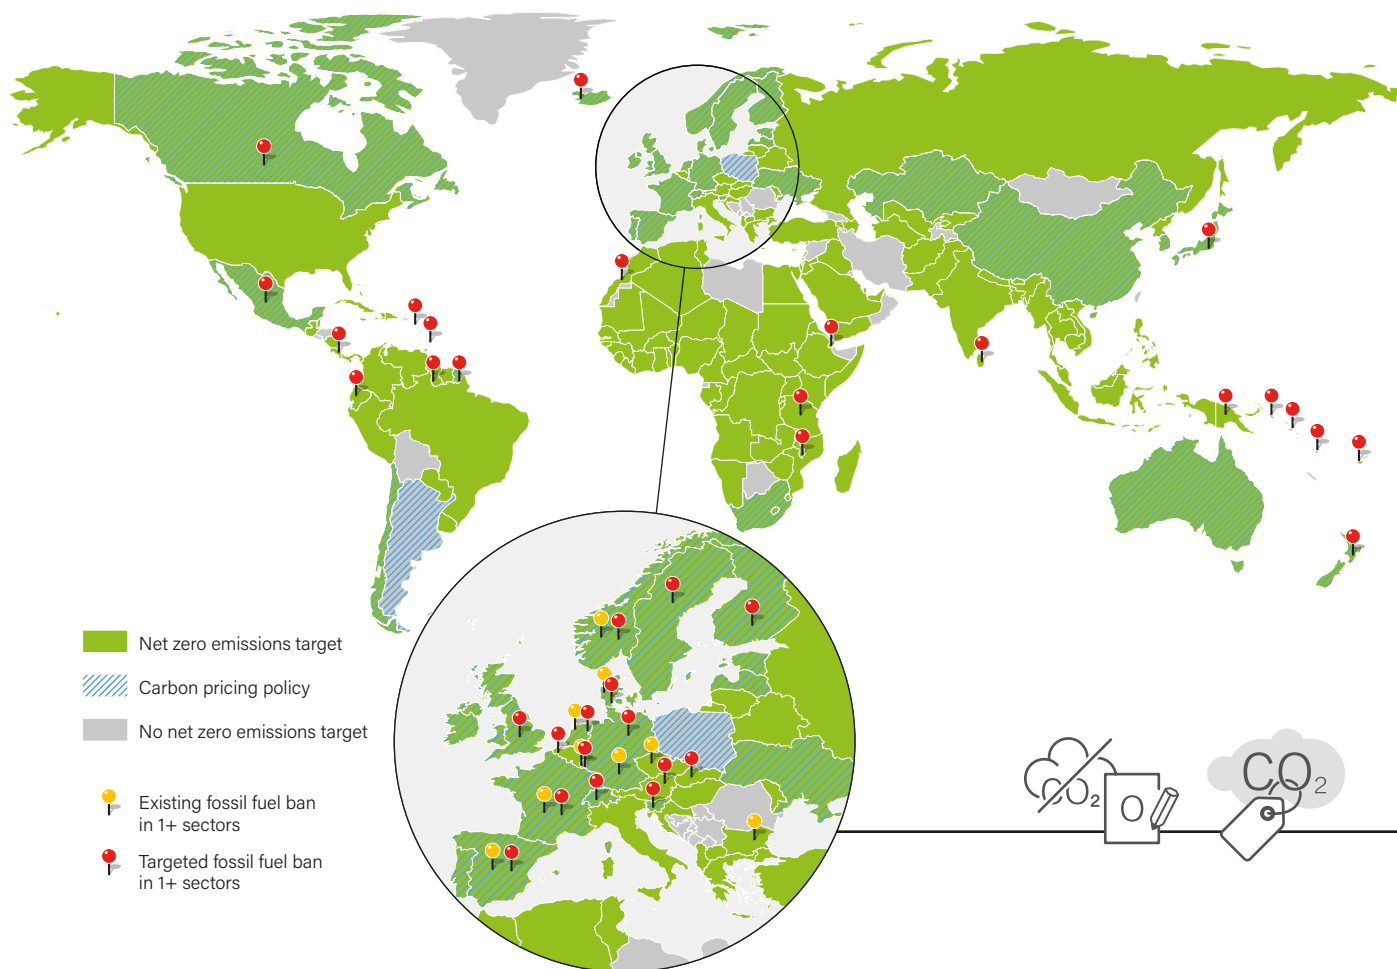 Net zero emissions target
Carbon pricing policy
No net zero emissions target
Existing fossil fuel ban
in 1+ sectors
Targeted fossil fuel ban
in 1+ sectors
CO2
0
CO2